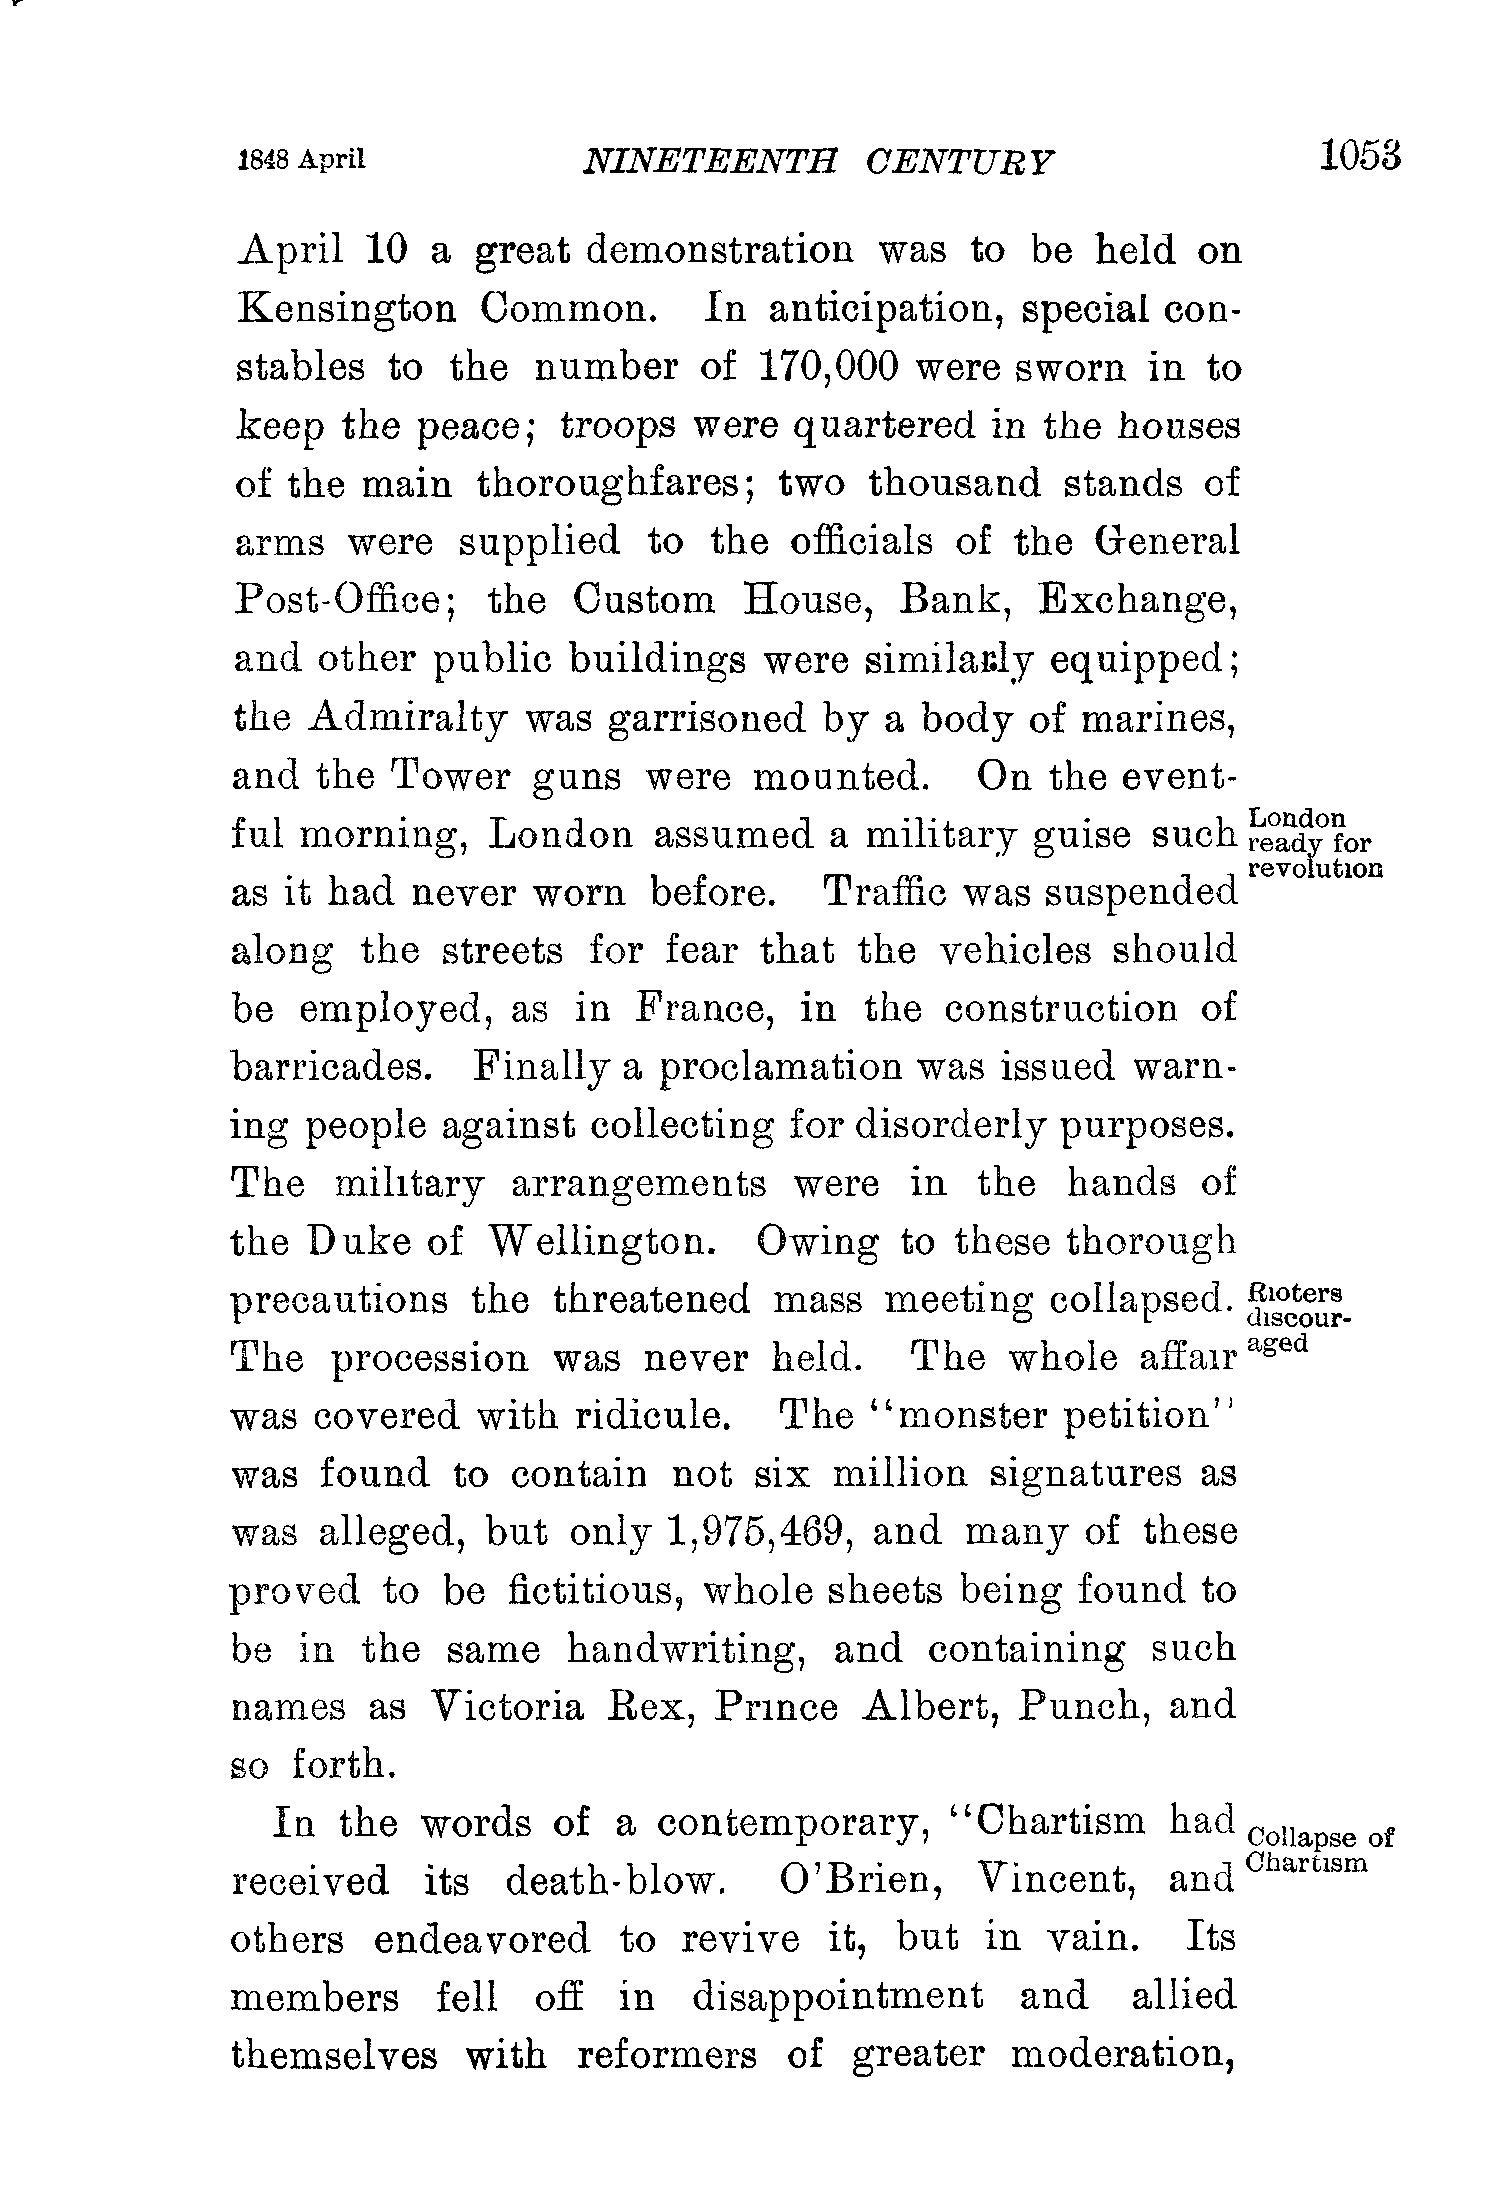 1848 April NINETEENTH CENTURY 1053
April 10 a great demonstration was to be held on
Kensington Common. In anticipation, special con-
stables to the number of 170,000 were sworn in to
keep the peace; troops were quartered in the houses
of the main thoroughfares; two thousand stands of
arms were supplied to the officials of the General
Post-Office; the Custom House, Bank, Exchange,
and other public buildings were similarly equipped;
the Admiralty was garrisoned by a body of marines,
and the Tower guns were mounted. On the event-
ful morning, London assumed a military guise such
London
ready for
revolution
as it had never worn before. Traffic was suspended
along the streets for fear that the vehicles should
be employed, as in France, in the construction of
barricades. Finally a proclamation was issued warn-
ing people against collecting for disorderly purposes.
The military arrangements were in the hands of
the Duke of Wellington. Owing to these thorough
precautions the threatened mass meeting collapsed.
Rioters
discour-
aged
The procession was never held. The whole affair
was covered with ridicule. The "monster petition"
was found to contain not six million signatures as
was alleged, but only 1,975,469, and many of these
proved to be fictitious, whole sheets being found to
be in the same handwriting, and containing such
names as Victoria Rex, Prince Albert, Punch, and
so forth.
In the words of a contemporary, "Chartism had
Collapse of
Chartism
received its death-blow. O'Brien, Vincent, and
others endeavored to revive it, but in vain. Its
members fell off in disappointment and allied
themselves with reformers of greater moderation,